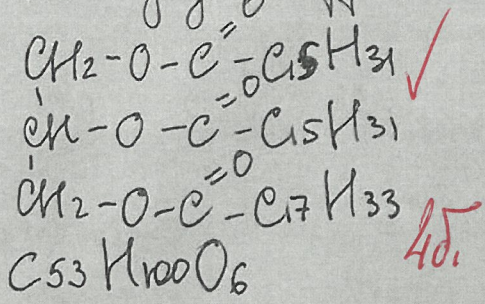 CH2-O-C=-C15H31 ✓
CH-O-C=O-C15H31
CH2-O-C=O-C17H33
C53H100O6 4б.